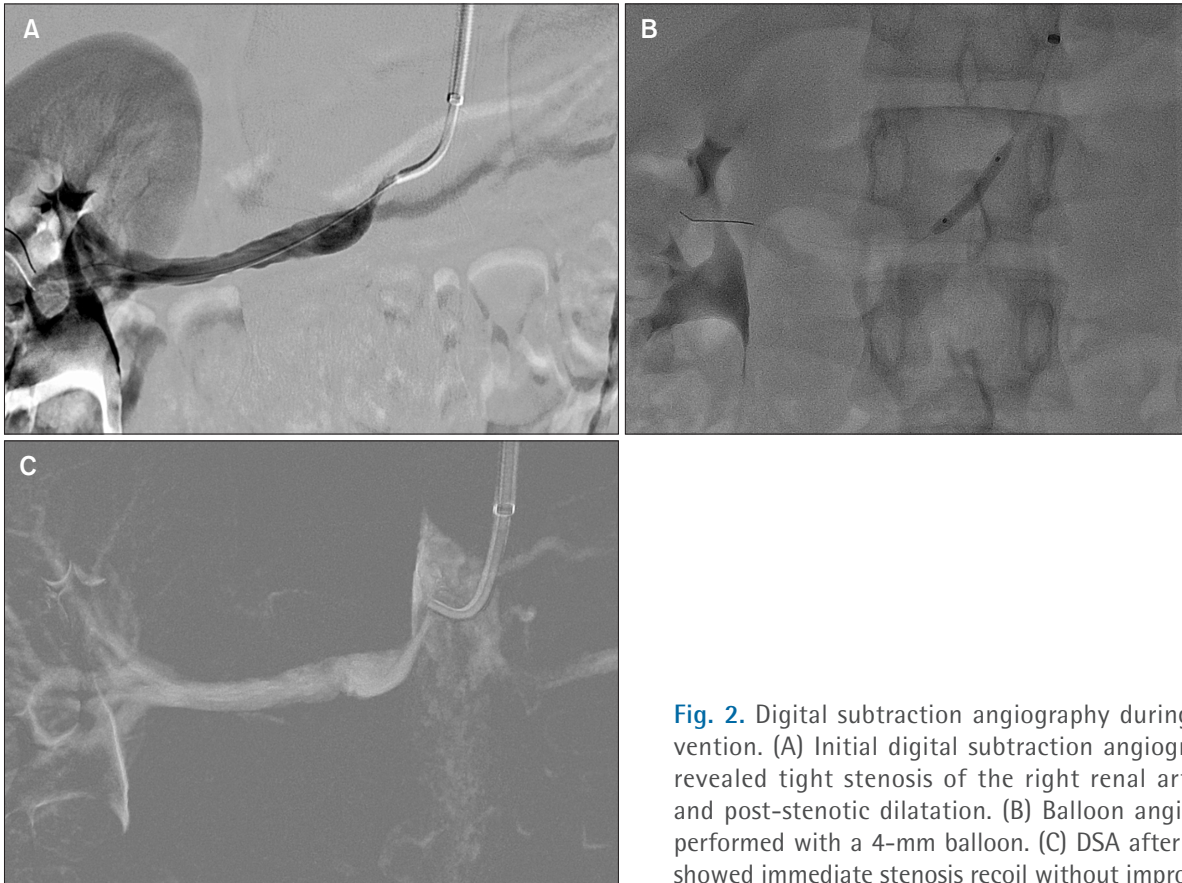 A
B
C
Fig. 2. Digital subtraction angiography during
vention. (A) Initial digital subtraction angiogr
revealed tight stenosis of the right renal ar
and post-stenotic dilatation. (B) Balloon angi
performed with a 4-mm balloon. (C) DSA after
showed immediate stenosis recoil without impro